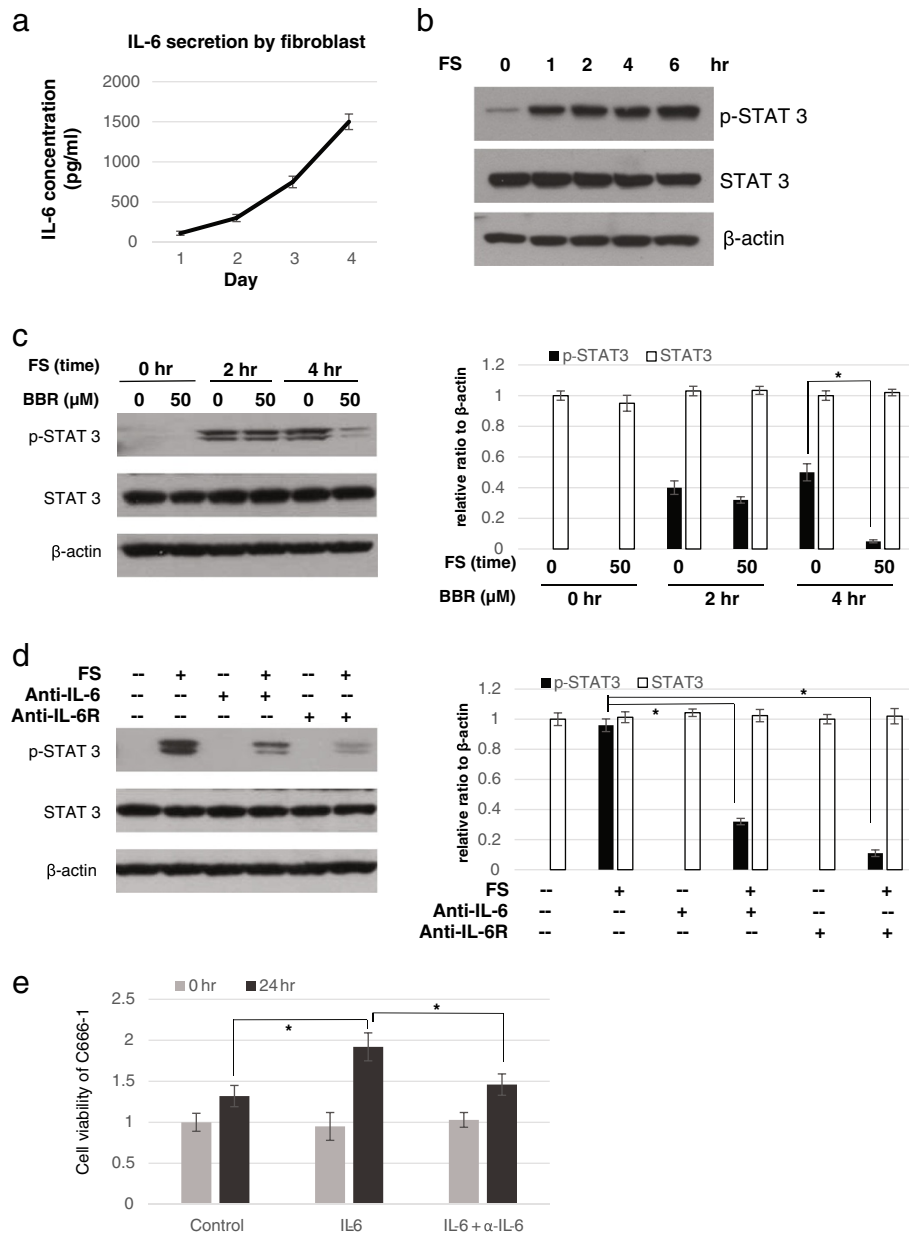 a
IL-6 secretion by fibroblast
IL-6 concentration
(pg/ml)
2000
1500
1000
500
0
1 2 3 4
Day
b
FS 0 1 2 4 6 hr
p-STAT 3
STAT 3
β-actin
c
FS (time) 0 hr 2 hr 4 hr
BBR (µM) 0 50 0 50 0 50
p-STAT 3
STAT 3
β-actin
p-STAT3 STAT3
relative ratio to β-actin
1.2
1
0.8
0.6
0.4
0.2
0
*
FS (time) 0 50 0 50 0 50
BBR (µM) 0 hr 2 hr 4 hr
d
FS -- + -- + -- +
Anti-IL-6 -- -- + + -- --
Anti-IL-6R -- -- -- -- + +
p-STAT 3
STAT 3
β-actin
p-STAT3 STAT3
relative ratio to β-actin
1.2
1
0.8
0.6
0.4
0.2
0
*
*
FS -- + -- + -- +
Anti-IL-6 -- -- + + -- --
Anti-IL-6R -- -- -- -- + +
e
0 hr 24 hr
Cell viability of C666-1
2.5
2
1.5
1
0.5
0
*
*
Control IL-6 IL-6 + α-IL-6